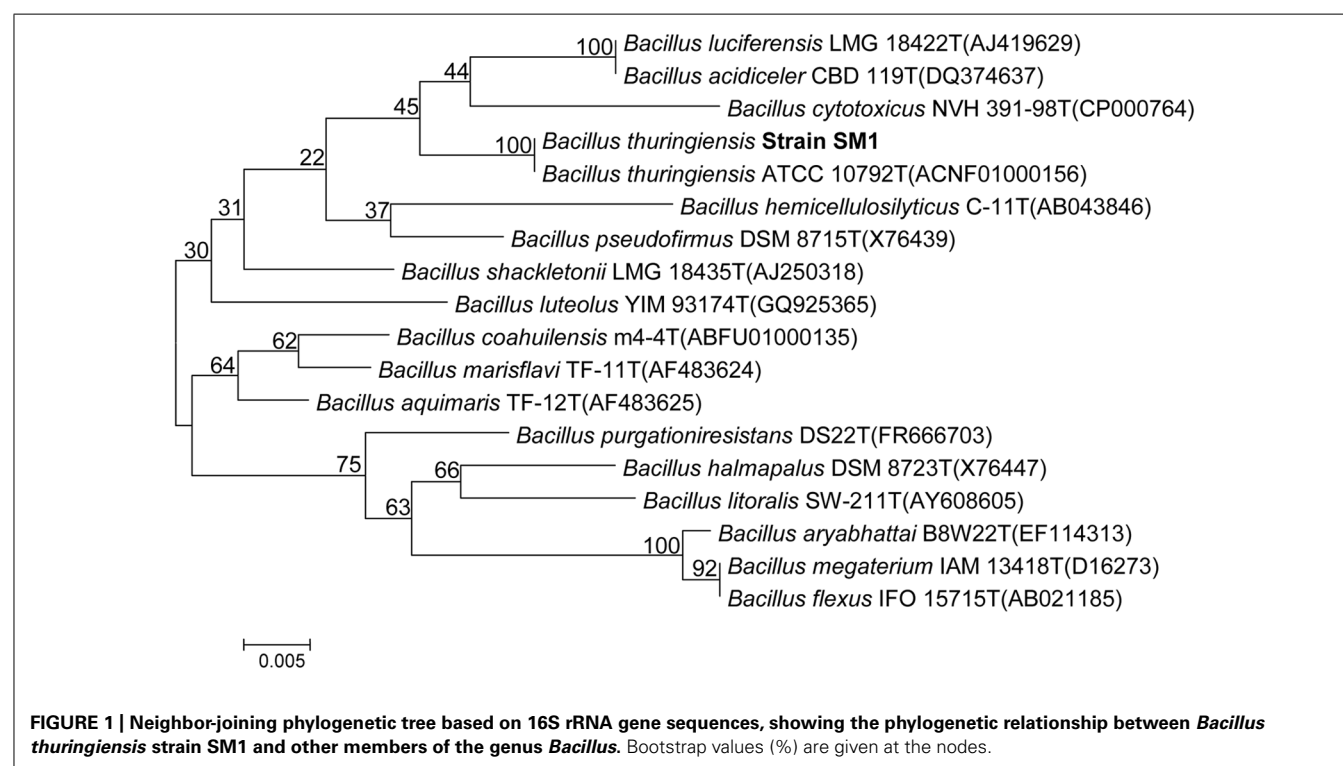 100 Bacillus luciferensis LMG 18422T(AJ419629)
44 Bacillus acidiceler CBD 119T(DQ374637)
45 Bacillus cytotoxicus NVH 391-98T(CP000764)
100 Bacillus thuringiensis Strain SM1
22 Bacillus thuringiensis ATCC 10792T(ACNF01000156)
31 37 Bacillus hemicellulosilyticus C-11T(AB043846)
30 Bacillus pseudofirmus DSM 8715T(X76439)
Bacillus shackletonii LMG 18435T(AJ250318)
Bacillus luteolus YIM 93174T(GQ925365)
62 Bacillus coahuilensis m4-4T(ABFU01000135)
64 Bacillus marisflavi TF-11T(AF483624)
Bacillus aquimaris TF-12T(AF483625)
Bacillus purgationiresistans DS22T(FR666703)
75 66 Bacillus halmapalus DSM 8723T(X76447)
63 Bacillus litoralis SW-211T(AY608605)
100 Bacillus aryabhattai B8W22T(EF114313)
92 Bacillus megaterium IAM 13418T(D16273)
Bacillus flexus IFO 15715T(AB021185)
0.005
FIGURE 1 | Neighbor-joining phylogenetic tree based on 16S rRNA gene sequences, showing the phylogenetic relationship between Bacillus
thuringiensis strain SM1 and other members of the genus Bacillus. Bootstrap values (%) are given at the nodes.